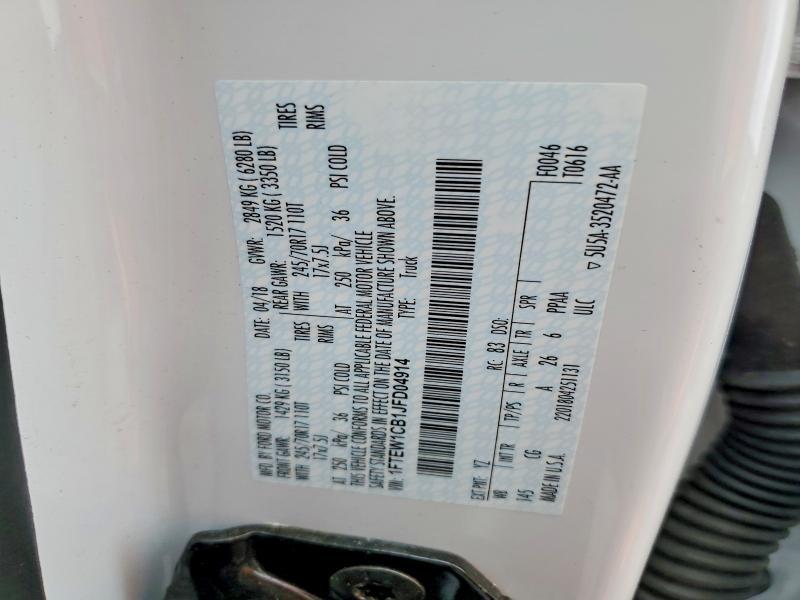 MFD. BY FORD MOTOR CO.
DATE: 04/18 GVWR: 2849 KG ( 6280 LB)
FRONT GAWR: 1429 KG ( 3150 LB) REAR GAWR: 1520 KG ( 3350 LB)
245/70R17 110T TIRES WITH 245/70R17 110T TIRES
17x7.5J RIMS 17x7.5J RIMS
AT 250 kPa/ 36 PSI COLD AT 250 kPa/ 36 PSI COLD
THIS VEHICLE CONFORMS TO ALL APPLICABLE FEDERAL MOTOR VEHICLE
SAFETY STANDARDS IN EFFECT ON THE DATE OF MANUFACTURE SHOWN ABOVE.
VIN: 1FTEW1CB1JFD04914 TYPE: Truck
EXT PNT: YZ RC: 83 DSO: F0046
WB INT TR TP/PS R AXLE TR SPR T0616
145 CG A 26 6 PPAA
MADE IN U.S.A. 2201804251131 ULC ▽ 5U5A-3520472-AA